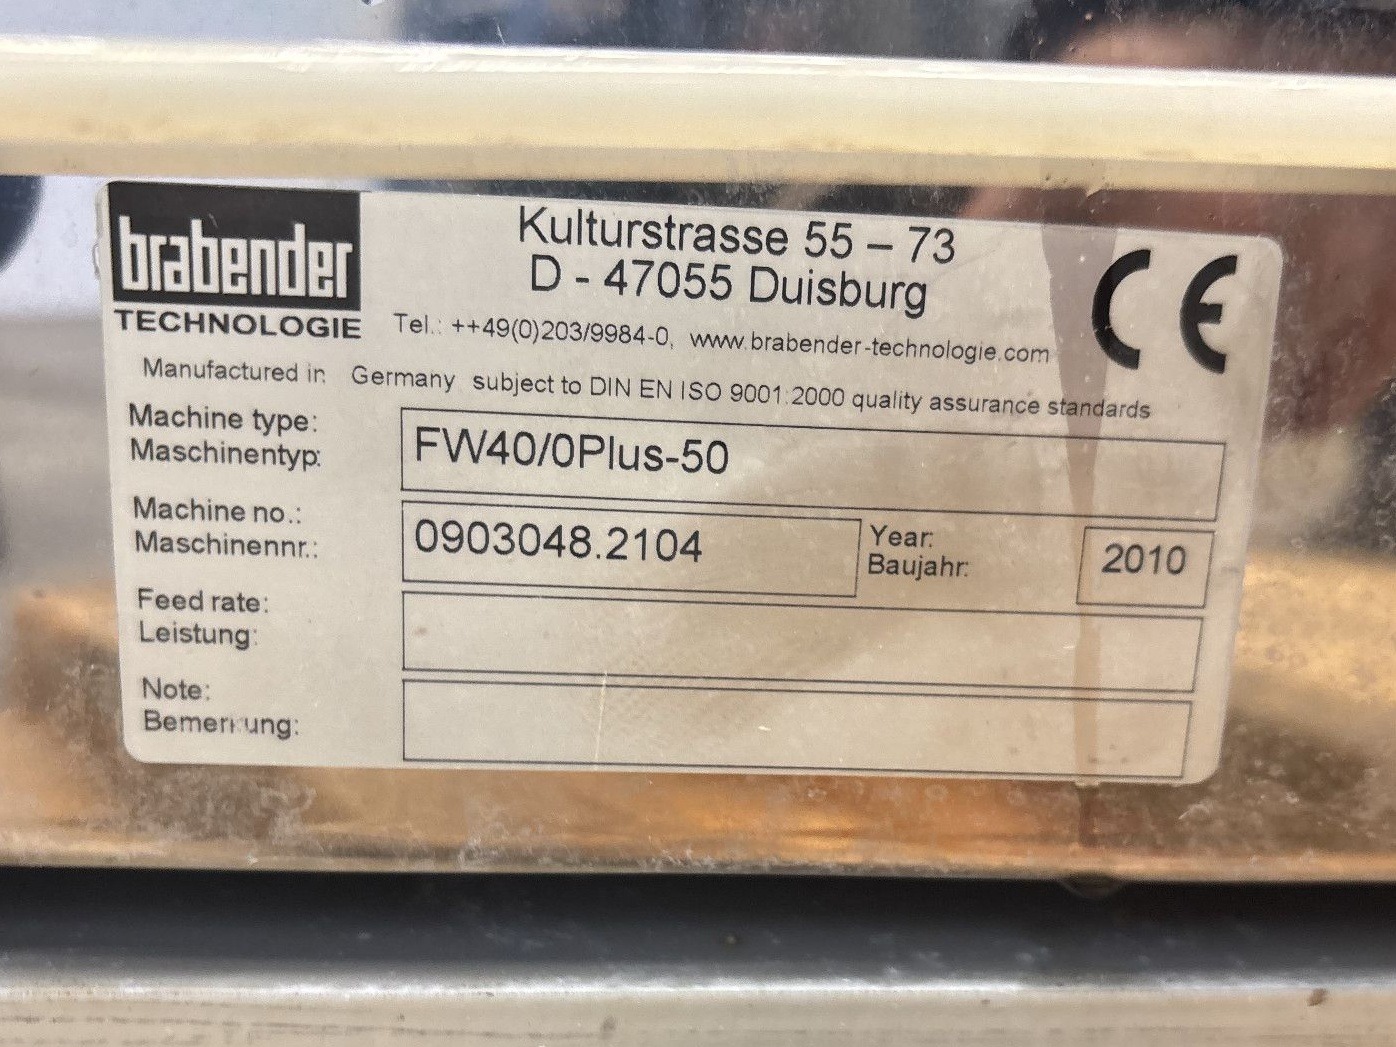 brabender
TECHNOLOGIE
Kulturstrasse 55 – 73
D - 47055 Duisburg
Tel.: ++49(0)203/9984-0, www.brabender-technologie.com
CE
Manufactured in Germany subject to DIN EN ISO 9001:2000 quality assurance standards
Machine type:
Maschinentyp:
FW40/0Plus-50
Machine no.:
Maschinennr.:
0903048.2104
Year:
Baujahr:
2010
Feed rate:
Leistung:
Note:
Bemerkung: